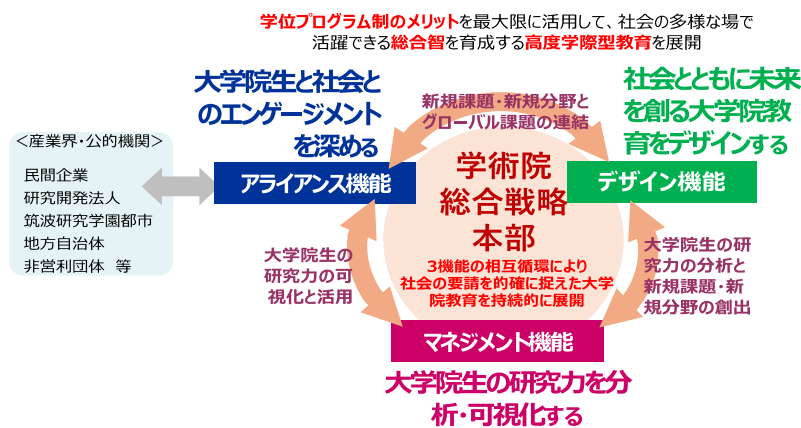 学位プログラム制のメリットを最大限に活用して、社会の多様な場で
活躍できる総合智を育成する高度学際型教育を展開
大学院生と社会と
のエンゲージメント
を深める
社会とともに未来
を創る大学院教
育をデザインする
新規課題・新規分野と
グローバル課題の連結
<産業界・公的機関>
民間企業
研究開発法人
筑波研究学園都市
地方自治体
非営利団体 等
アライアンス機能
デザイン機能
学術院
総合戦略
本部
3機能の相互循環により
社会の要請を的確に捉えた大学
院教育を持続的に展開
大学院生の
研究力の可
視化と活用
大学院生の研
究力の分析と
新規課題・新
規分野の創出
マネジメント機能
大学院生の研究力を分
析・可視化する